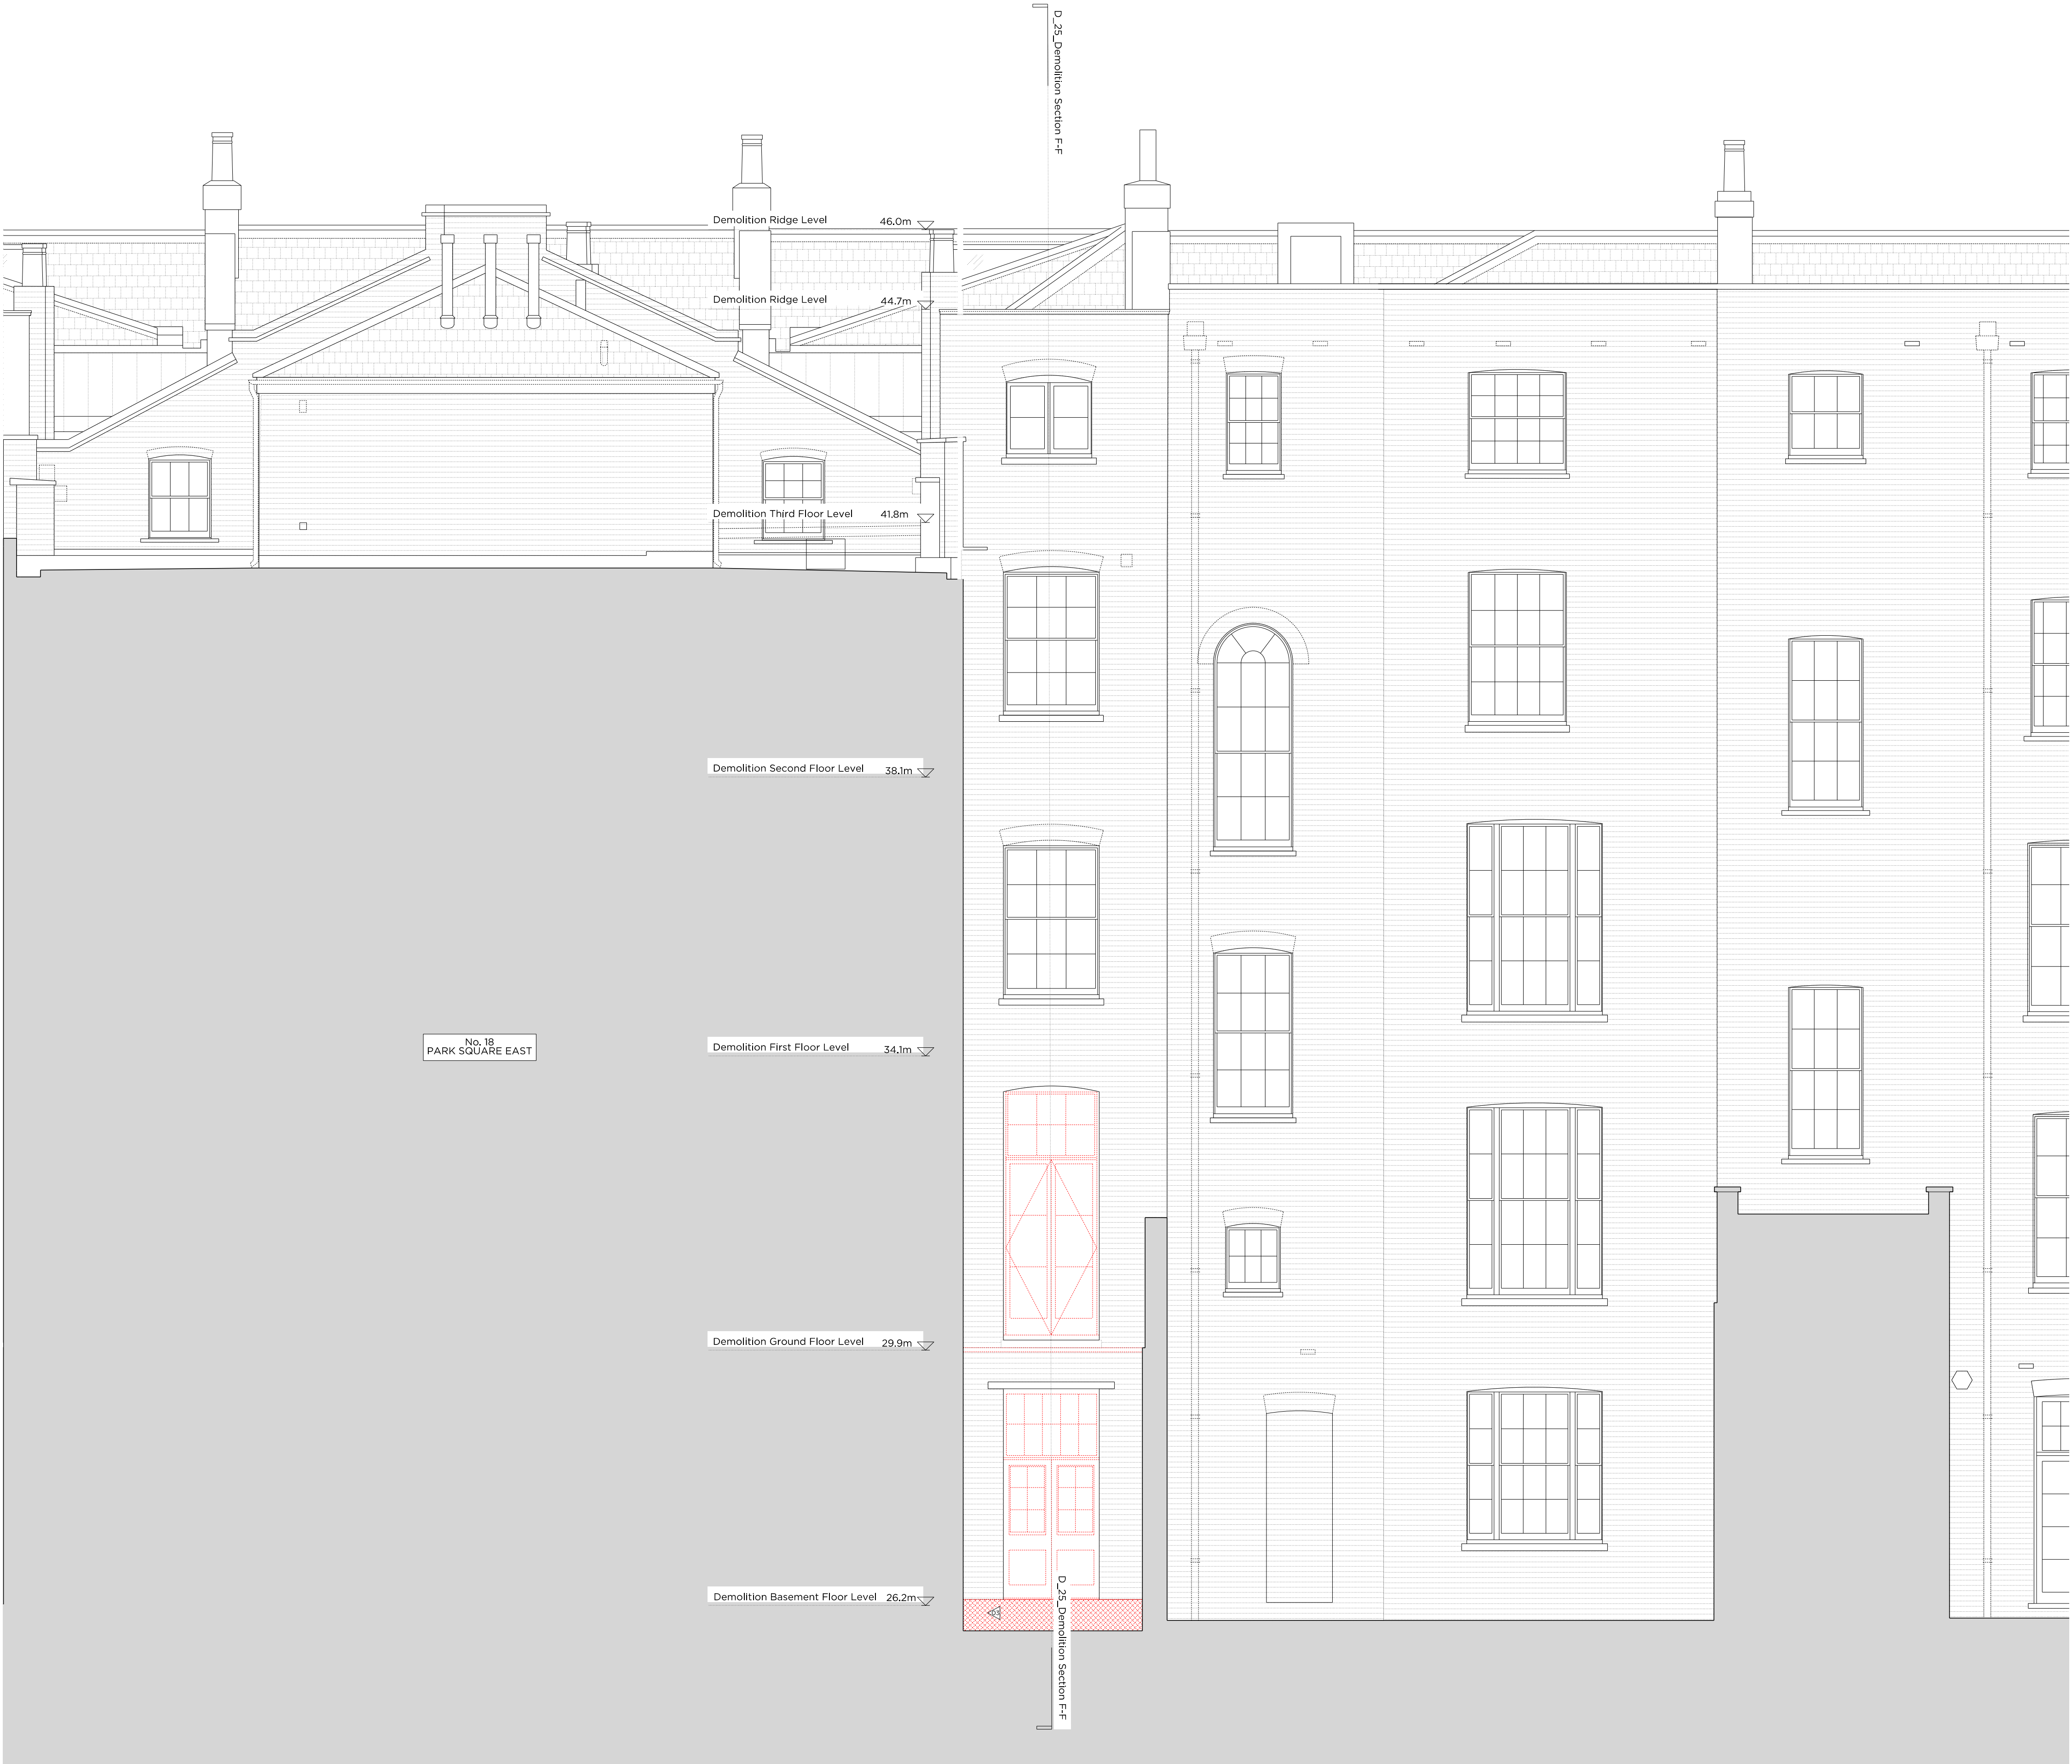 D_25_Demolition Section F-F
Demolition Ridge Level 46.0m
Demolition Ridge Level 44.7m
Demolition Third Floor Level 41.8m
Demolition Second Floor Level 38.1m
No. 18
PARK SQUARE EAST
Demolition First Floor Level 34.1m
Demolition Ground Floor Level 29.9m
Demolition Basement Floor Level 26.2m
D_25_Demolition Section F-F